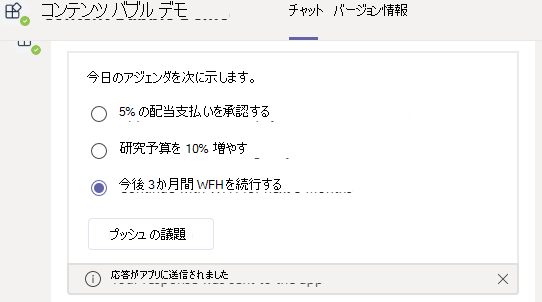 コンテンツ バブル デモ
チャット バージョン情報
今日のアジェンダを次に示します。
5% の配当支払いを承認する
研究予算を 10% 増やす
今後 3か月間 WFHを続行する
プッシュ の議題
応答がアプリに送信されました